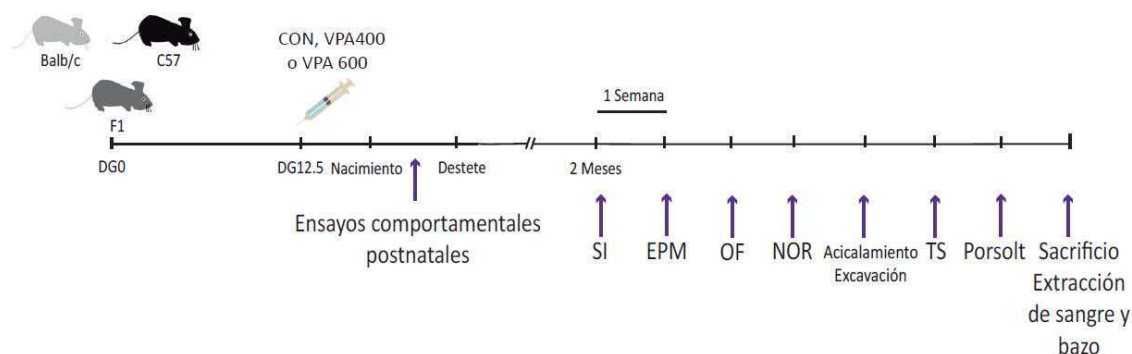 Balb/c
C57
F1
CON, VPA400
o VPA 600
1 Semana
DG0
DG12.5
Nacimiento
Destete
2 Meses
Ensayos comportamentales
postnatales
SI
EPM
OF
NOR
Acicalamiento
Excavación
TS
Porsolt
Sacrificio
Extracción
de sangre y
bazo